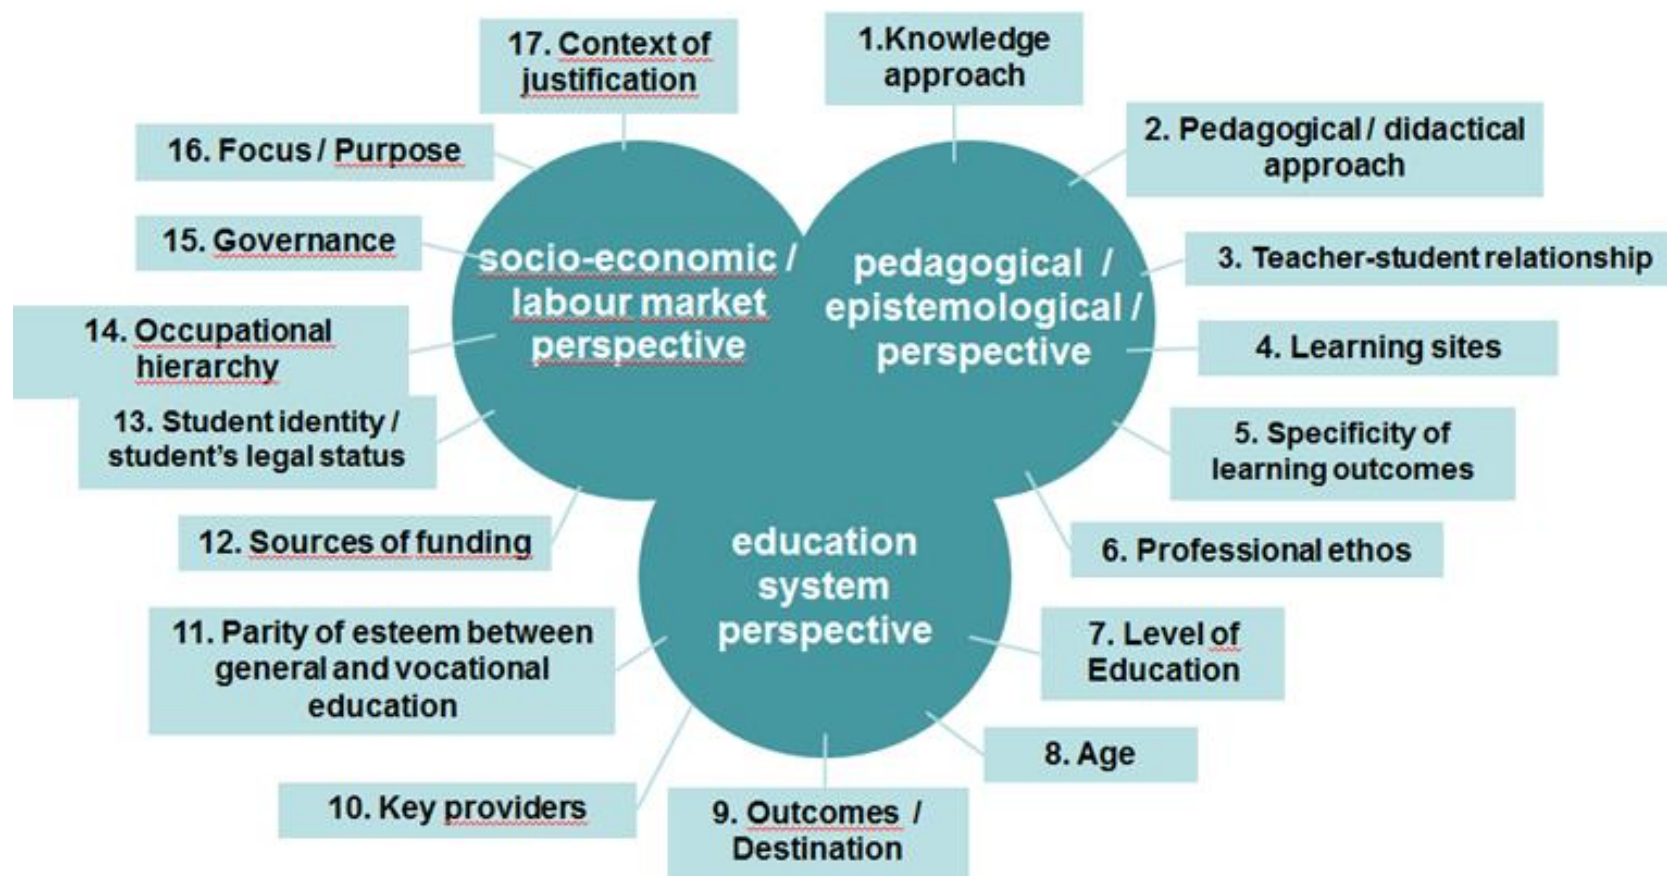 17. Context of
justification
1.Knowledge
approach
16. Focus / Purpose
2. Pedagogical / didactical
approach
15. Governance
socio-economic /
labour market
perspective
pedagogical /
epistemological /
perspective
3. Teacher-student relationship
14. Occupational
hierarchy
4. Learning sites
13. Student identity /
student's legal status
5. Specificity of
learning outcomes
12. Sources of funding
education
system
perspective
6. Professional ethos
11. Parity of esteem between
general and vocational
education
7. Level of
Education
8. Age
10. Key providers
9. Outcomes /
Destination